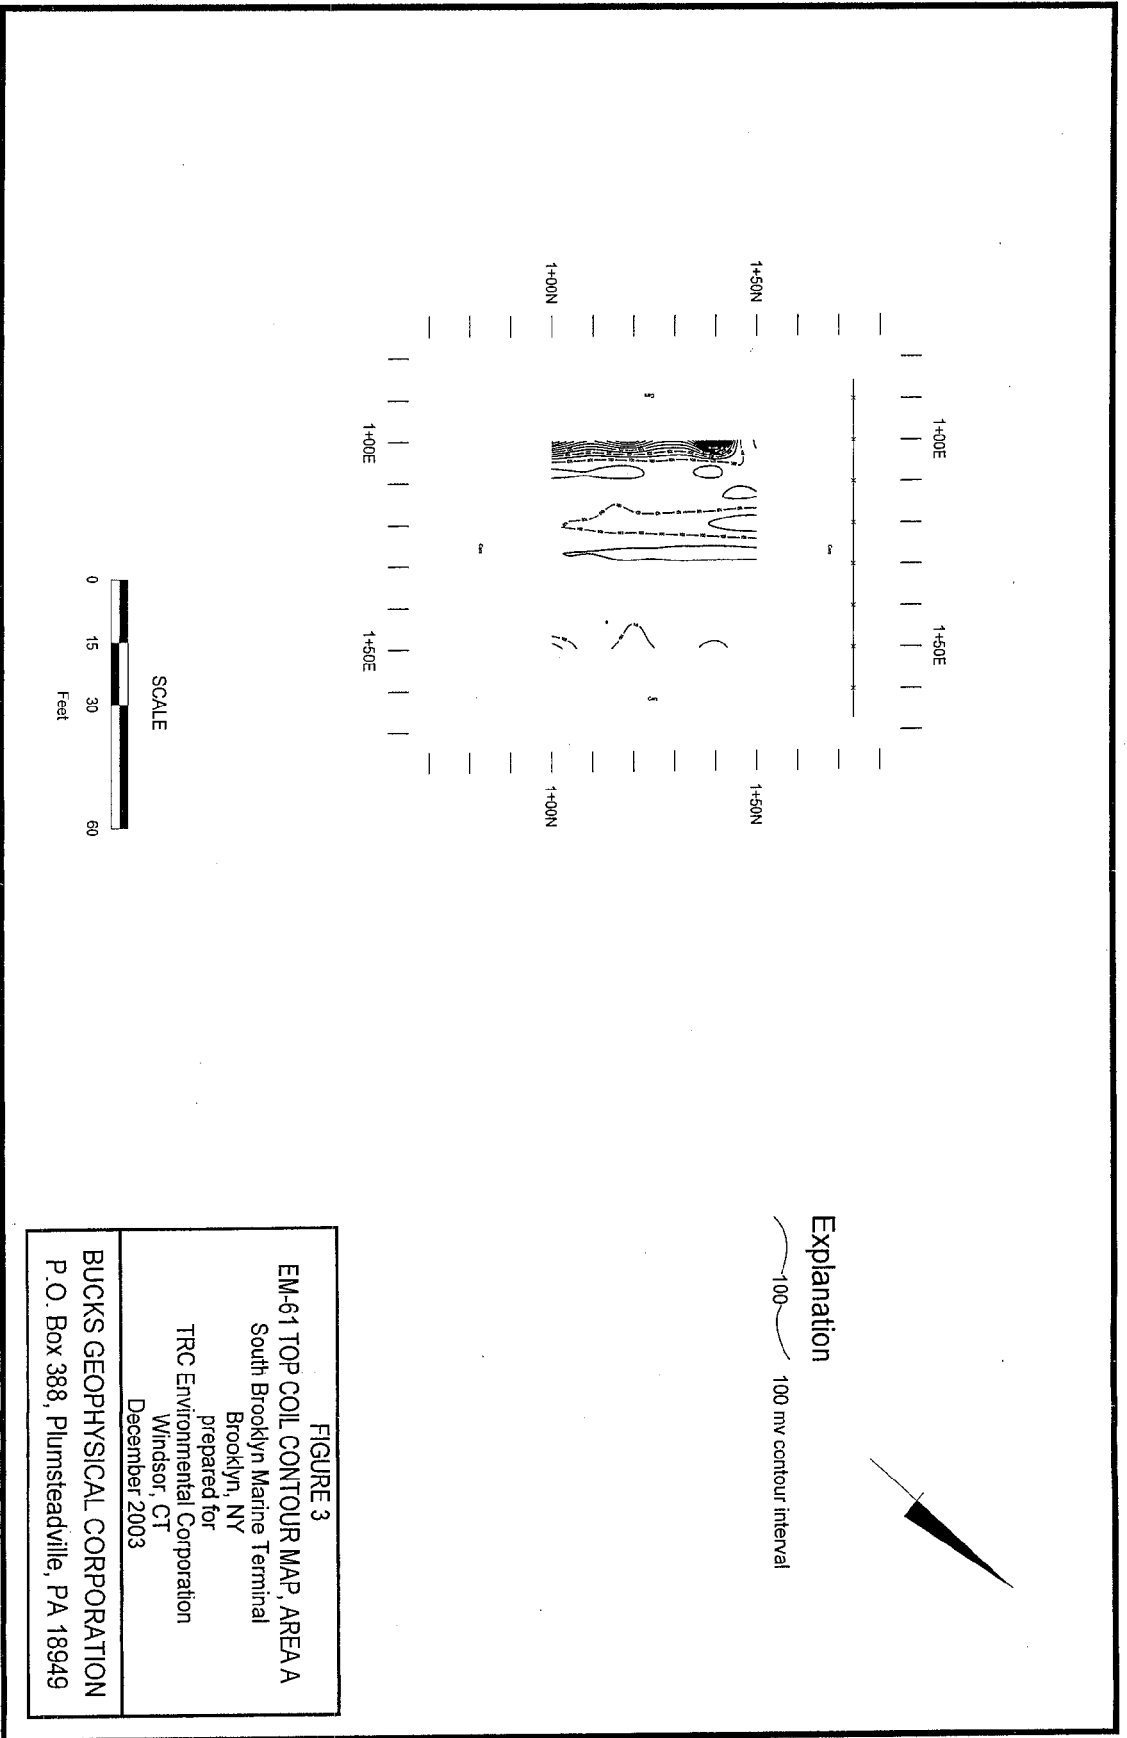 1+00E
1+50E
1+50N
1+50N
1+00N
1+00N
1+00E
1+50E
Cars
Cars
Cars
SCALE
0 15 30 60
Feet
Explanation
100 100 mv contour interval
FIGURE 3
EM-61 TOP COIL CONTOUR MAP, AREA A
South Brooklyn Marine Terminal
Brooklyn, NY
prepared for
TRC Environmental Corporation
Windsor, CT
December 2003
BUCKS GEOPHYSICAL CORPORATION
P.O. Box 388, Plumsteadville, PA 18949